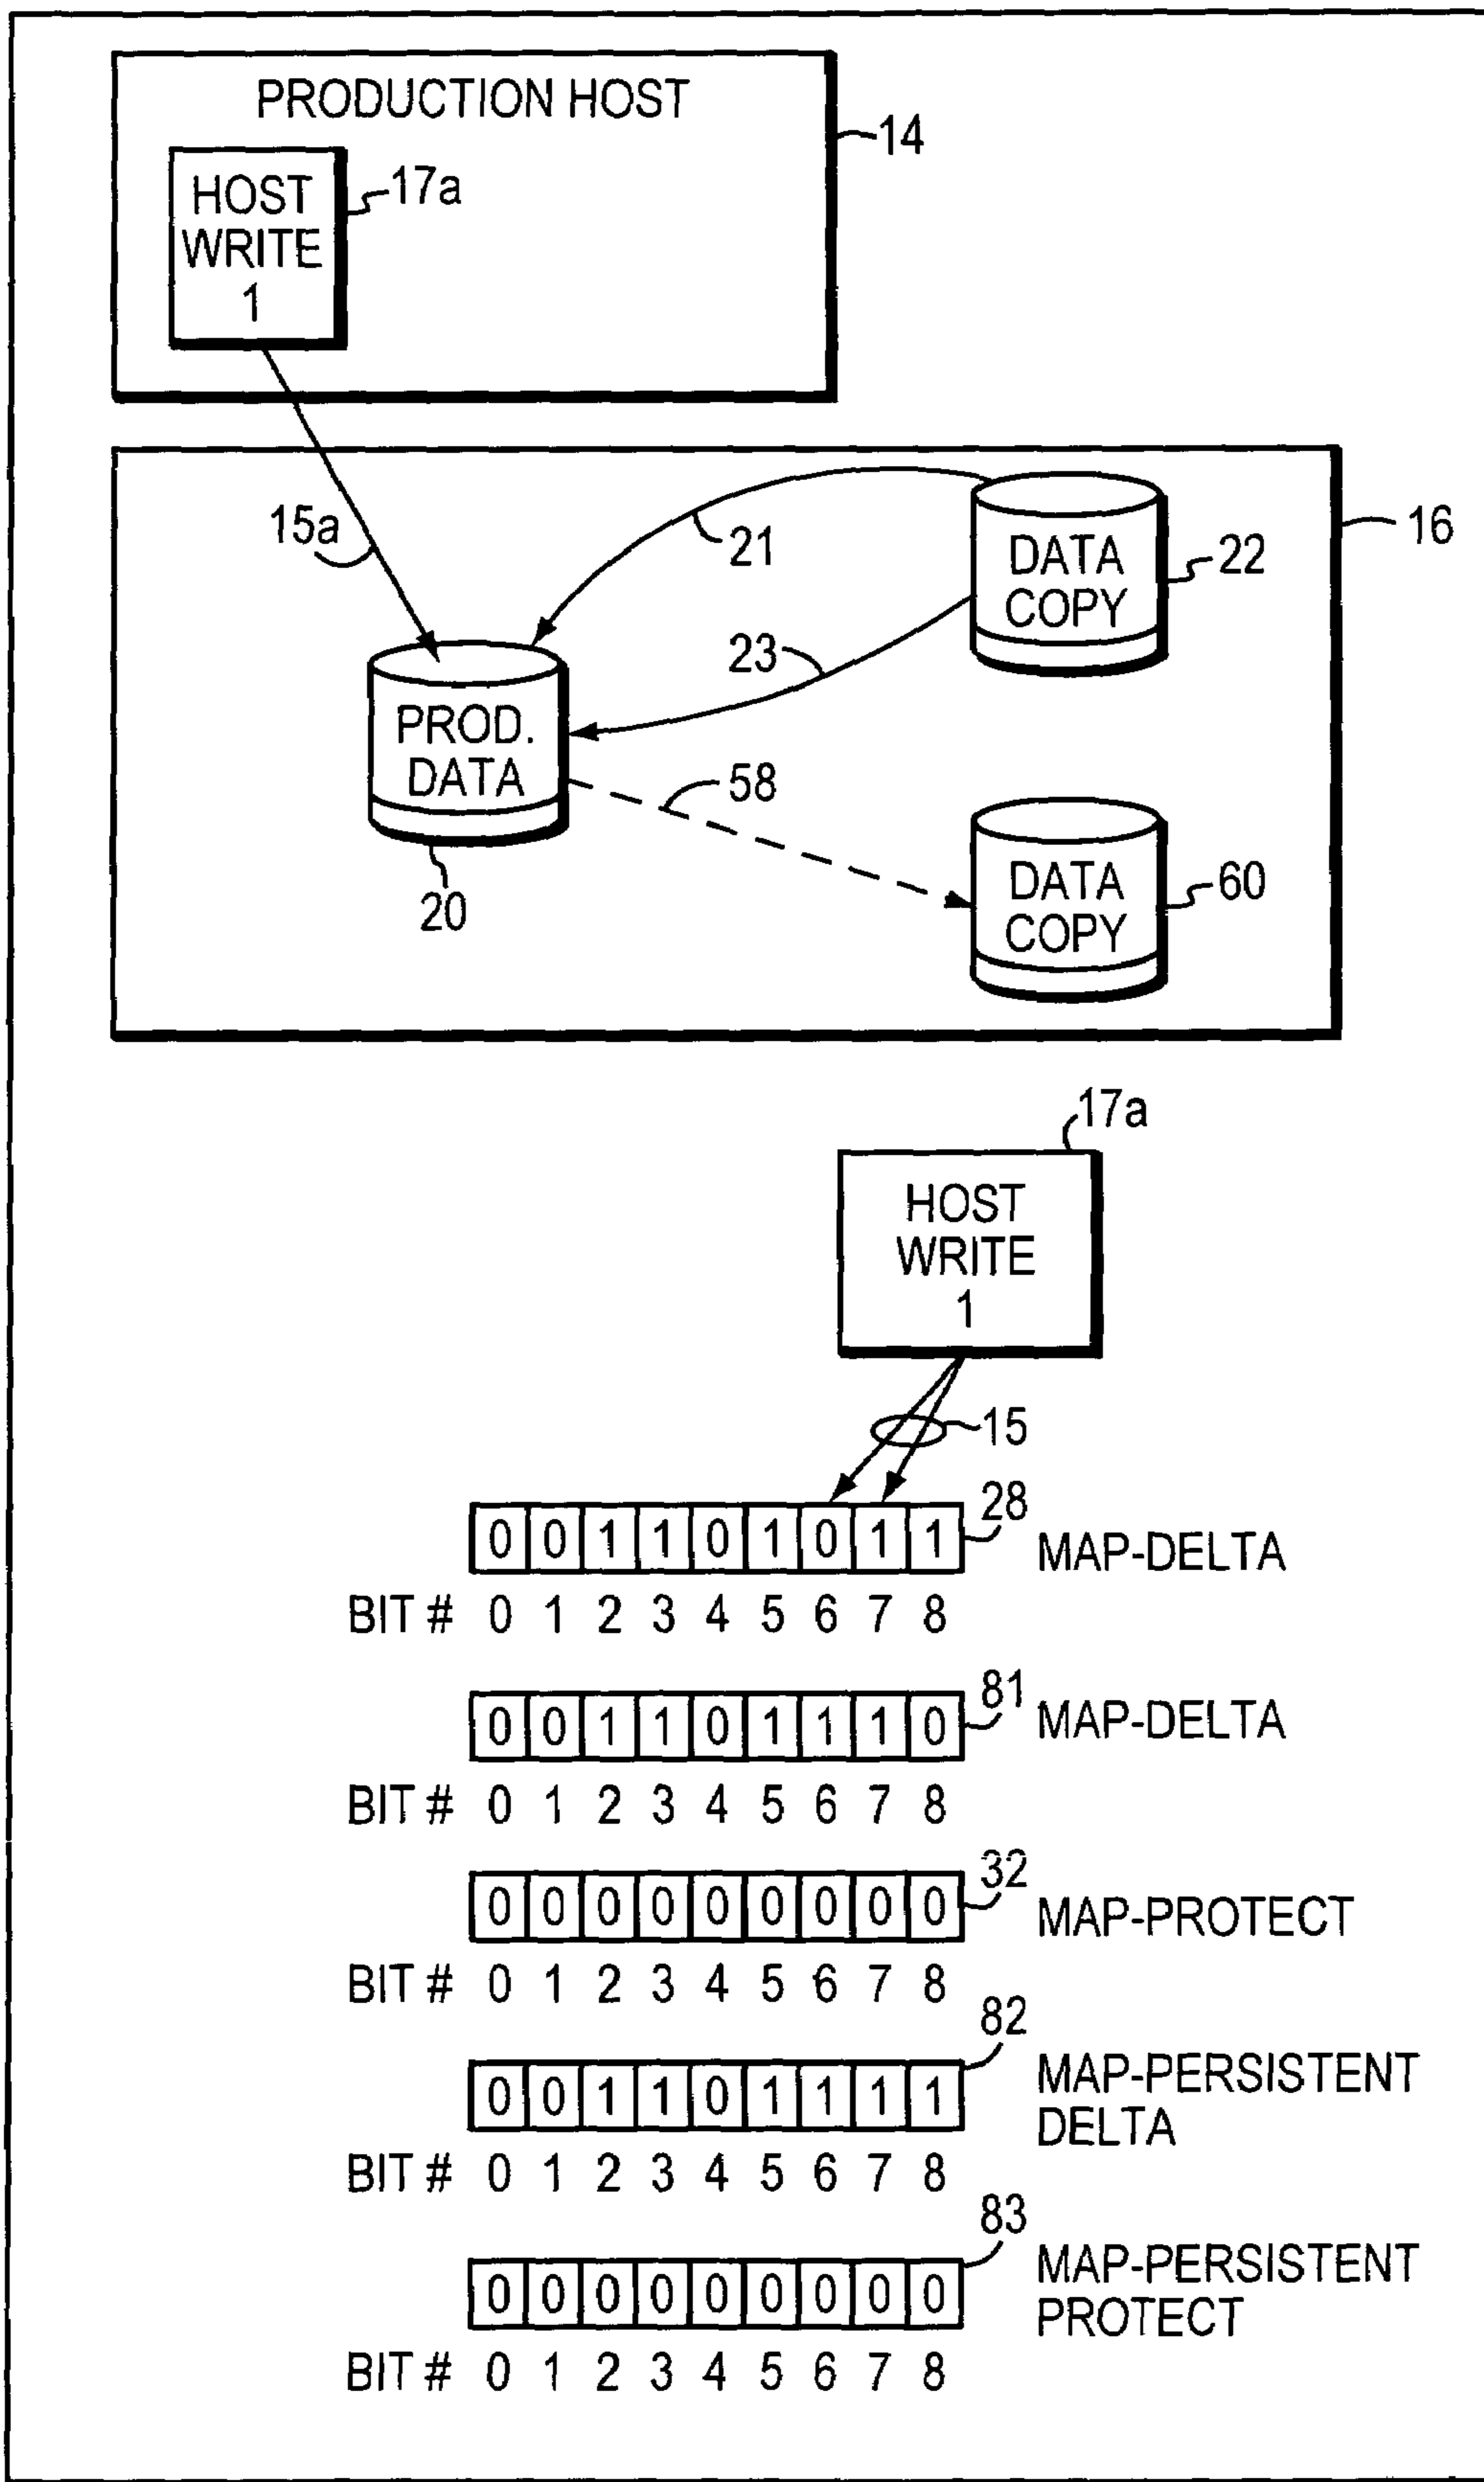 PRODUCTION HOST
14
HOST
WRITE
1
17a
15a
21
DATA
COPY
22
16
23
PROD.
DATA
20
58
DATA
COPY
60
17a
HOST
WRITE
1
15
0 0 1 1 0 1 0 1 1
28
MAP-DELTA
BIT # 0 1 2 3 4 5 6 7 8
0 0 1 1 0 1 1 1 0
81
MAP-DELTA
BIT # 0 1 2 3 4 5 6 7 8
0 0 0 0 0 0 0 0 0
32
MAP-PROTECT
BIT # 0 1 2 3 4 5 6 7 8
0 0 1 1 0 1 1 1 1
82
MAP-PERSISTENT
DELTA
BIT # 0 1 2 3 4 5 6 7 8
0 0 0 0 0 0 0 0 0
83
MAP-PERSISTENT
PROTECT
BIT # 0 1 2 3 4 5 6 7 8